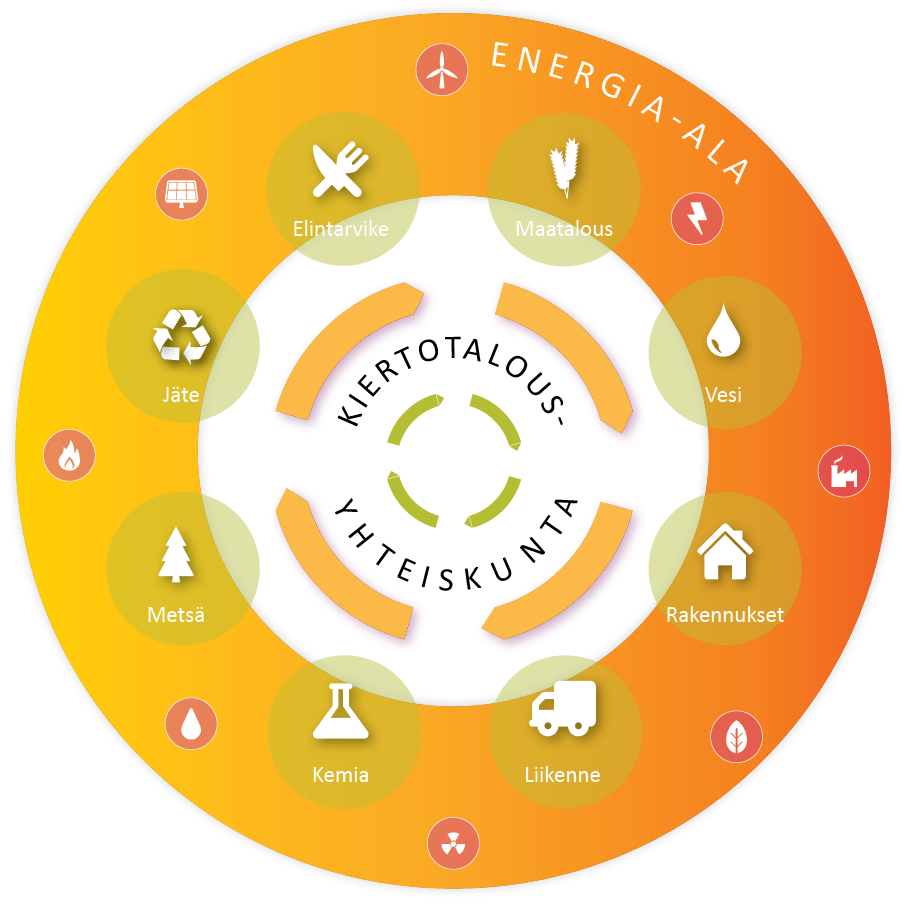 ENERGIA-ALA
Elintarvike
Maatalous
Jäte
Vesi
KIERTOTALOUS-
YHTEISKUNTA
Metsä
Rakennukset
Kemia
Liikenne